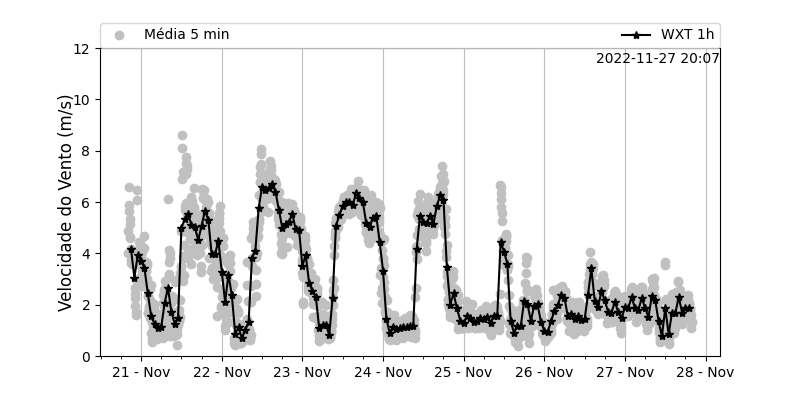 Média 5 min
WXT 1h
2022-11-27 20:07
Velocidade do Vento (m/s)
12
10
8
6
4
2
0
21 - Nov
22 - Nov
23 - Nov
24 - Nov
25 - Nov
26 - Nov
27 - Nov
28 - Nov